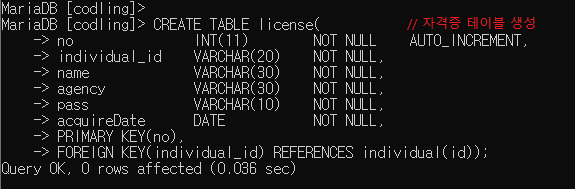 MariaDB [codling]>
MariaDB [codling]> CREATE TABLE license( // 자격증 테이블 생성
-> no INT(11) NOT NULL AUTO_INCREMENT,
-> individual_id VARCHAR(20) NOT NULL,
-> name VARCHAR(30) NOT NULL,
-> agency VARCHAR(30) NOT NULL,
-> pass VARCHAR(10) NOT NULL,
-> acquireDate DATE NOT NULL,
-> PRIMARY KEY(no),
-> FOREIGN KEY(individual_id) REFERENCES individual(id));
Query OK, 0 rows affected (0.036 sec)